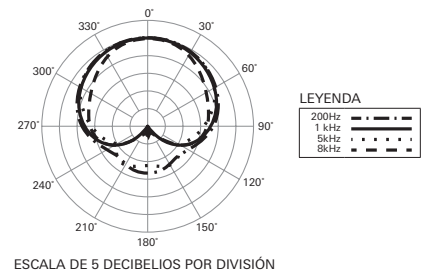 0°
330°
30°
300°
60°
270°
90°
240°
120°
210°
150°
180°
LEYENDA
200Hz
1 kHz
5kHz
8kHz
ESCALA DE 5 DECIBELIOS POR DIVISIÓN